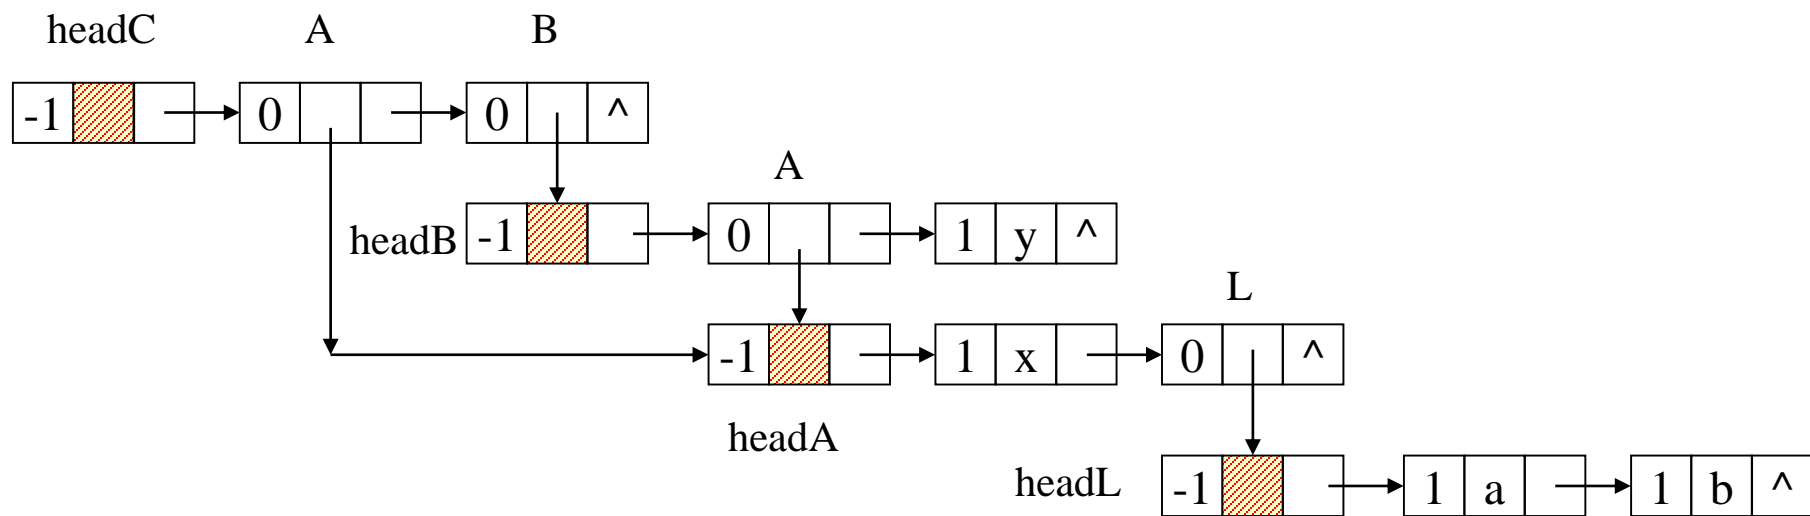 headC A B
-1 0 0 ^
A
headB -1 0 1 y ^
L
-1 1 x 0 ^
headA
headL -1 1 a 1 b ^